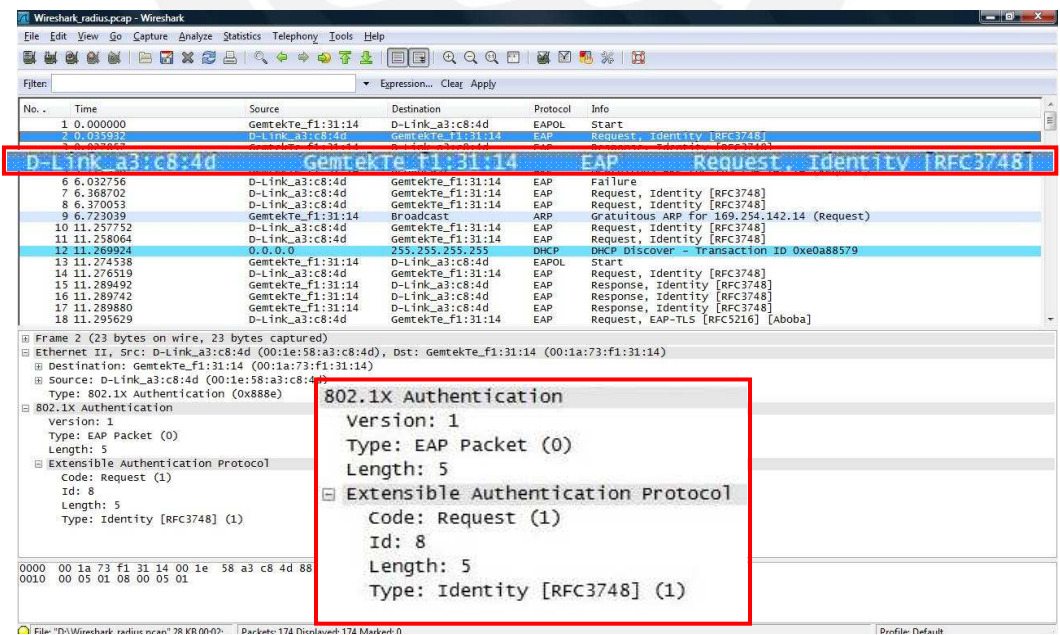 Wireshark_radius.pcap - Wireshark
File Edit View Go Capture Analyze Statistics Telephony Tools Help
Filter: Expression... Clear Apply
No. . Time Source Destination Protocol Info
1 0.000000 GemtekTe_f1:31:14 D-Link_a3:c8:4d EAPOL Start
2 0.035932 D-Link_a3:c8:4d GemtekTe_f1:31:14 EAP Request, Identity [RFC3748]
D-Link_a3:c8:4d GemtekTe_f1:31:14 EAP Request, Identity [RFC3748]
6 6.032756 D-Link_a3:c8:4d GemtekTe_f1:31:14 EAP Failure
7 6.368702 D-Link_a3:c8:4d GemtekTe_f1:31:14 EAP Request, Identity [RFC3748]
8 6.370053 D-Link_a3:c8:4d GemtekTe_f1:31:14 EAP Request, Identity [RFC3748]
9 6.723039 GemtekTe_f1:31:14 Broadcast ARP Gratuitous ARP for 169.254.142.14 (Request)
10 11.257752 D-Link_a3:c8:4d GemtekTe_f1:31:14 EAP Request, Identity [RFC3748]
11 11.258064 D-Link_a3:c8:4d GemtekTe_f1:31:14 EAP Request, Identity [RFC3748]
12 11.269924 0.0.0.0 255.255.255.255 DHCP DHCP Discover - Transaction ID 0xe0a88579
13 11.274538 GemtekTe_f1:31:14 D-Link_a3:c8:4d EAPOL Start
14 11.276519 D-Link_a3:c8:4d GemtekTe_f1:31:14 EAP Request, Identity [RFC3748]
15 11.289492 GemtekTe_f1:31:14 D-Link_a3:c8:4d EAP Response, Identity [RFC3748]
16 11.289742 GemtekTe_f1:31:14 D-Link_a3:c8:4d EAP Response, Identity [RFC3748]
17 11.289880 GemtekTe_f1:31:14 D-Link_a3:c8:4d EAP Response, Identity [RFC3748]
18 11.295629 D-Link_a3:c8:4d GemtekTe_f1:31:14 EAP Request, EAP-TLS [RFC5216] [Aboba]
Frame 2 (23 bytes on wire, 23 bytes captured)
Ethernet II, Src: D-Link_a3:c8:4d (00:1e:58:a3:c8:4d), Dst: GemtekTe_f1:31:14 (00:1a:73:f1:31:14)
Destination: GemtekTe_f1:31:14 (00:1a:73:f1:31:14)
Source: D-Link_a3:c8:4d (00:1e:58:a3:c8:4d)
Type: 802.1X Authentication (0x888e)
802.1X Authentication
Version: 1
Type: EAP Packet (0)
Length: 5
Extensible Authentication Protocol
Code: Request (1)
Id: 8
Length: 5
Type: Identity [RFC3748] (1)
802.1X Authentication
Version: 1
Type: EAP Packet (0)
Length: 5
Extensible Authentication Protocol
Code: Request (1)
Id: 8
Length: 5
Type: Identity [RFC3748] (1)
0000 00 1a 73 f1 31 14 00 1e 58 a3 c8 4d 88
0010 00 05 01 08 00 05 01
File: "D:\Wireshark_radius.pcap" 28 KB 00:02: Packets: 174 Displayed: 174 Marked: 0 Profile: Default